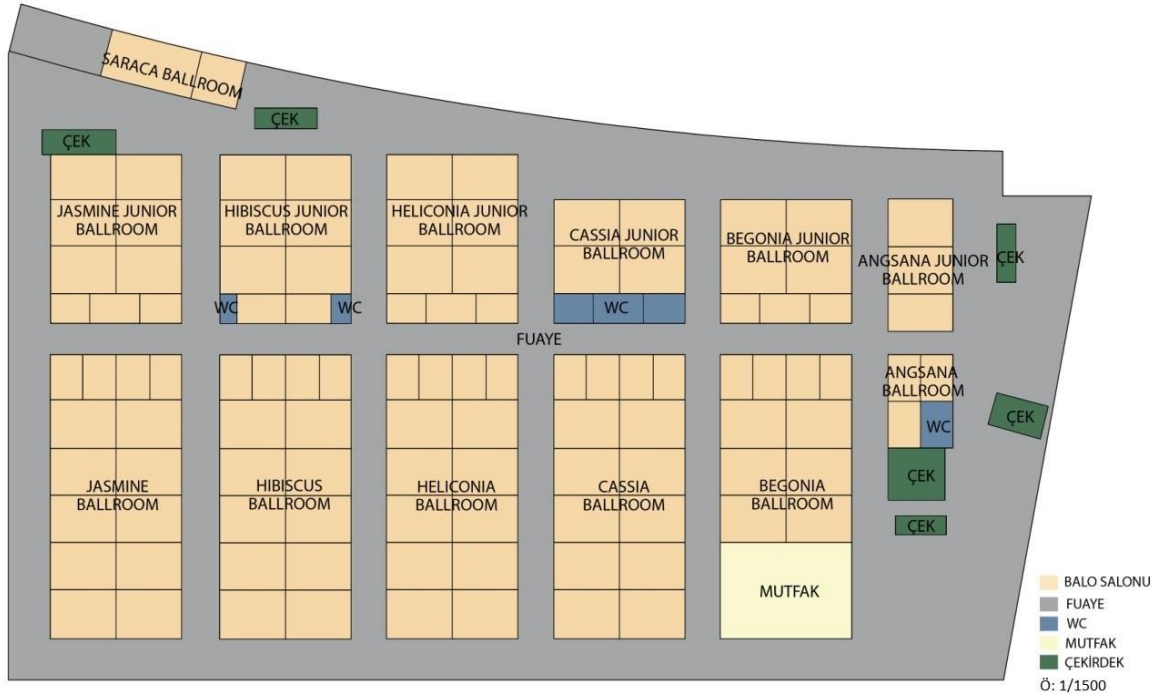 SARACA BALLROOM
ÇEK
ÇEK
JASMINE JUNIOR
BALLROOM
HIBISCUS JUNIOR
BALLROOM
HELICONIA JUNIOR
BALLROOM
CASSIA JUNIOR
BALLROOM
BEGONIA JUNIOR
BALLROOM
ANGSANA JUNIOR
BALLROOM
ÇEK
WC
WC
WC
FUAYE
ANGSANA
BALLROOM
WC
ÇEK
JASMINE
BALLROOM
HIBISCUS
BALLROOM
HELICONIA
BALLROOM
CASSIA
BALLROOM
BEGONIA
BALLROOM
ÇEK
ÇEK
MUTFAK
BALO SALONU
FUAYE
WC
MUTFAK
ÇEKİRDEK
Ö: 1/1500